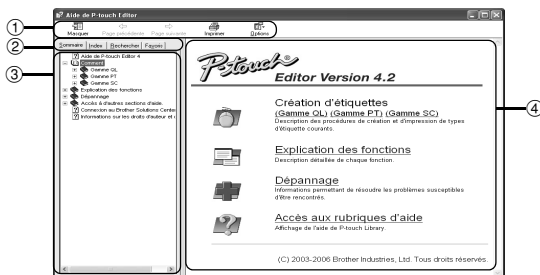 Aide de P-touch Editor
Marquer Page précédente Page suivante Imprimer Options
Sommaire Index Rechercher Favoris
Aide de P-touch Editor 4
Comment
Gamme QL
Gamme PT
Gamme SC
Explication des fonctions
Dépannage
Accès à d'autres sections d'aide.
Connexion au Brother Solutions Center
Informations sur les droits d'auteur et
1
2
3
4
P-touch
Editor Version 4.2
Création d'étiquettes
(Gamme QL) (Gamme PT) (Gamme SC)
Description des procédures de création et d'impression de types
d'étiquette courants.
Explication des fonctions
Description détaillée de chaque fonction.
Dépannage
Informations permettant de résoudre les problèmes susceptibles
d'être rencontrés.
Accès aux rubriques d'aide
Affichage de l'aide de P-touch Library.
(C) 2003-2006 Brother Industries, Ltd. Tous droits réservés.